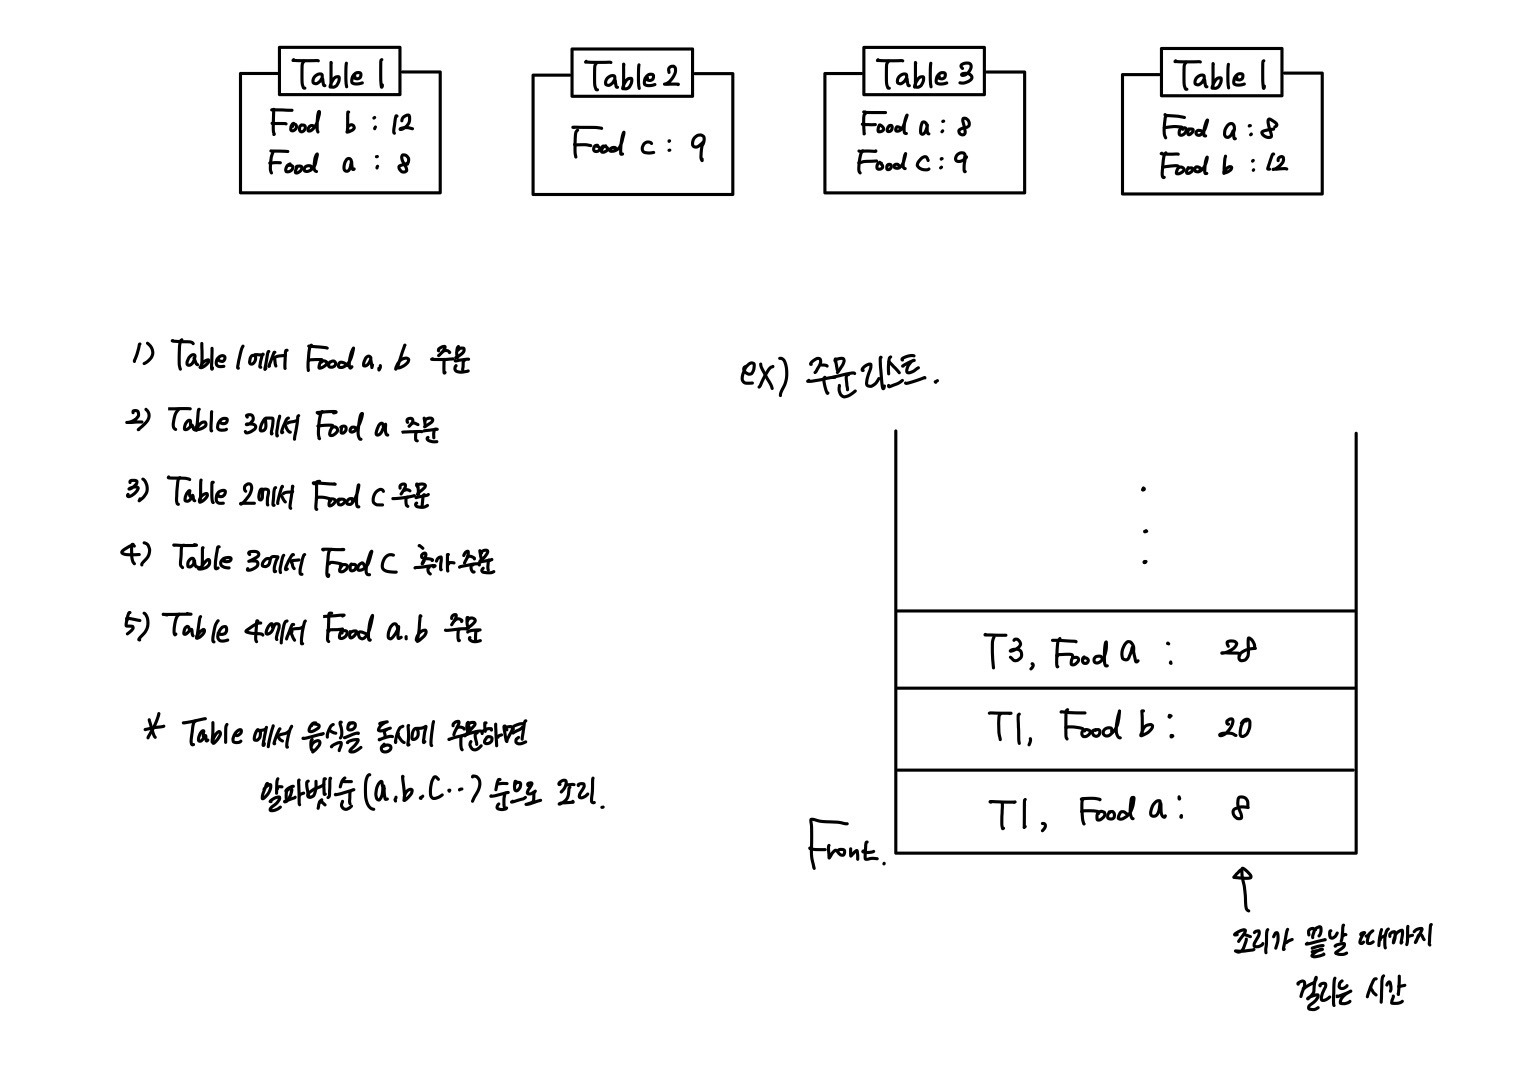 Table 1
Food b : 12
Food a : 8
Table 2
Food c : 9
Table 3
Food a : 8
Food c : 9
Table 1
Food a : 8
Food b : 12
1) Table 1에서 Food a, b 주문
2) Table 3에서 Food a 주문
3) Table 2에서 Food C 주문
4) Table 3에서 Food C 추가 주문
5) Table 4에서 Food a.b 주문
* Table 에서 음식을 동시에 주문하면
알파벳순 (a.b.C...) 순으로 조리.
ex) 주문 리스트.
.
.
.
T3, Food a : 28
T1, Food b : 20
T1, Food a : 8
Front.
↑
조리가 끝날 때까지
걸리는 시간